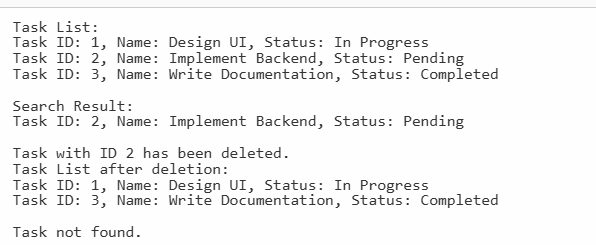 Task List:
Task ID: 1, Name: Design UI, Status: In Progress
Task ID: 2, Name: Implement Backend, Status: Pending
Task ID: 3, Name: Write Documentation, Status: Completed
Search Result:
Task ID: 2, Name: Implement Backend, Status: Pending
Task with ID 2 has been deleted.
Task List after deletion:
Task ID: 1, Name: Design UI, Status: In Progress
Task ID: 3, Name: Write Documentation, Status: Completed
Task not found.